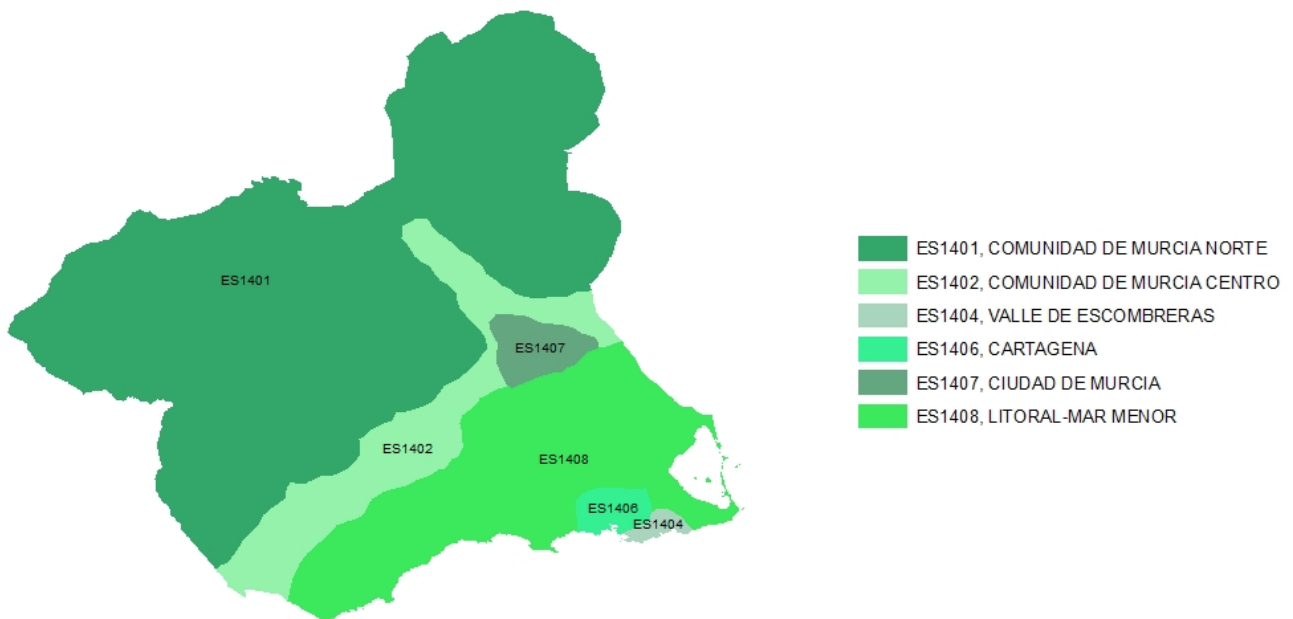 ES1401
ES1407
ES1402
ES1408
ES1406
ES1404
ES1401, COMUNIDAD DE MURCIA NORTE
ES1402, COMUNIDAD DE MURCIA CENTRO
ES1404, VALLE DE ESCOMBRERAS
ES1406, CARTAGENA
ES1407, CIUDAD DE MURCIA
ES1408, LITORAL-MAR MENOR